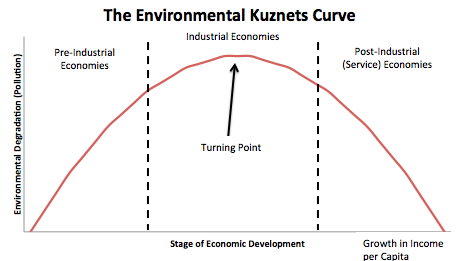 The Environmental Kuznets Curve
Industrial Economies
Pre-Industrial
Economies
Post-Industrial
(Service) Economies
Environmental Degradation (Pollution)
Turning Point
Stage of Economic Development
Growth in Income
per Capita